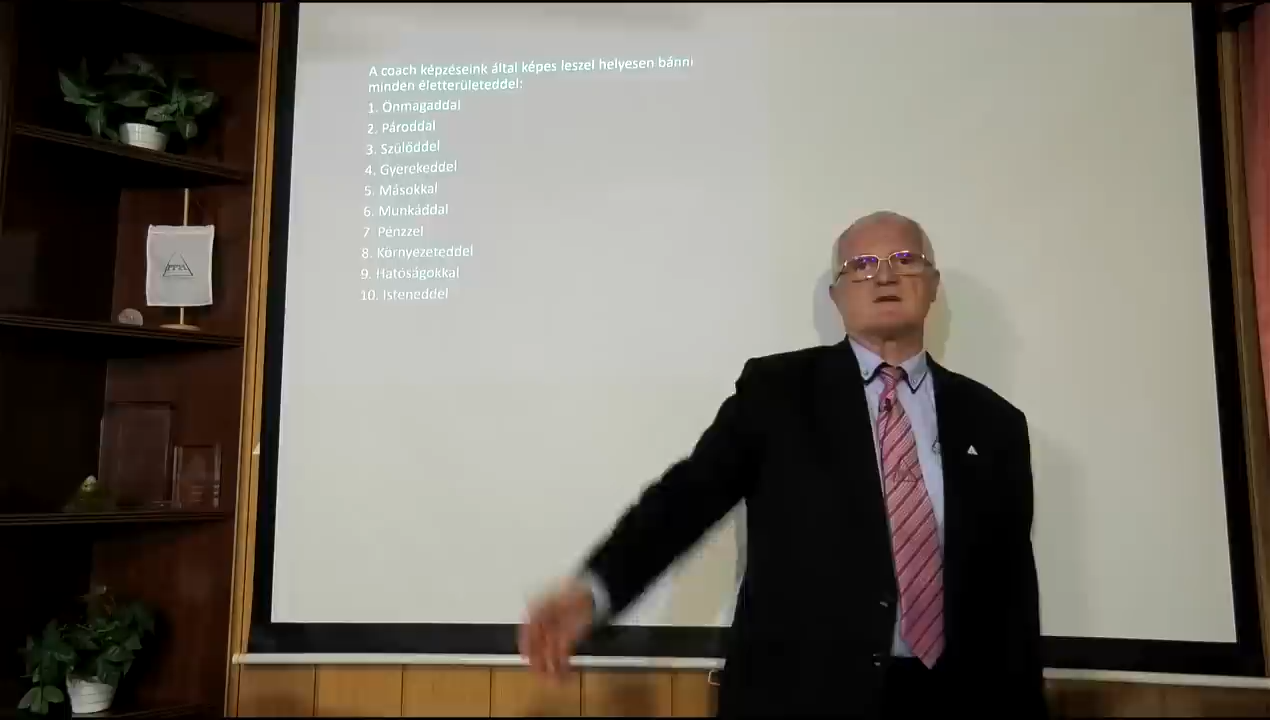 A coach képzéseink által képes leszel helyesen bánni
minden életterületeddel:
1. Önmagaddal
2. Pároddal
3. Szülőddel
4. Gyerekeddel
5. Másokkal
6. Munkáddal
7 Pénzzel
8. Környezeteddel
9. Hatóságokkal
10. Isteneddel